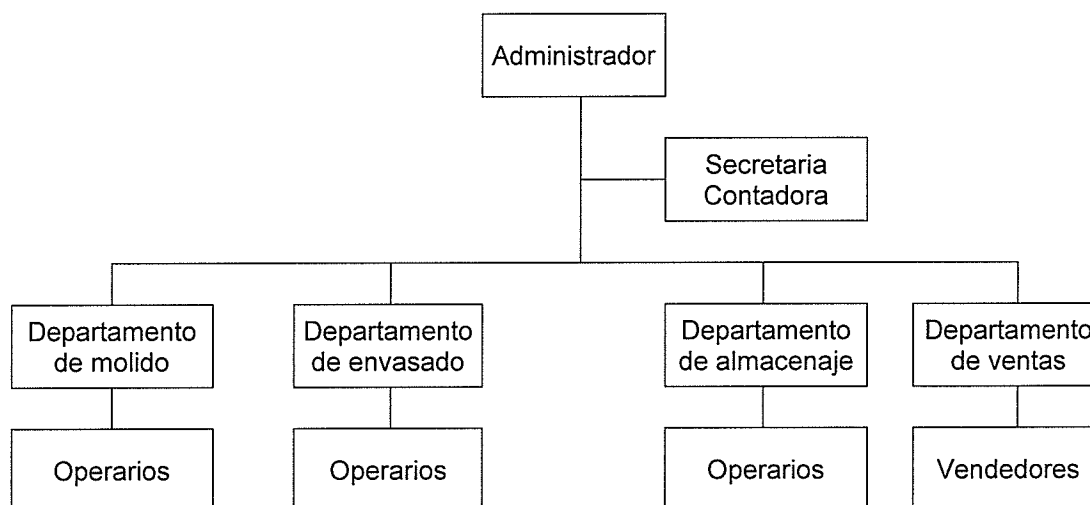 Administrador
Secretaria
Contadora
Departamento
de molido
Departamento
de envasado
Departamento
de almacenaje
Departamento
de ventas
Operarios
Operarios
Operarios
Vendedores